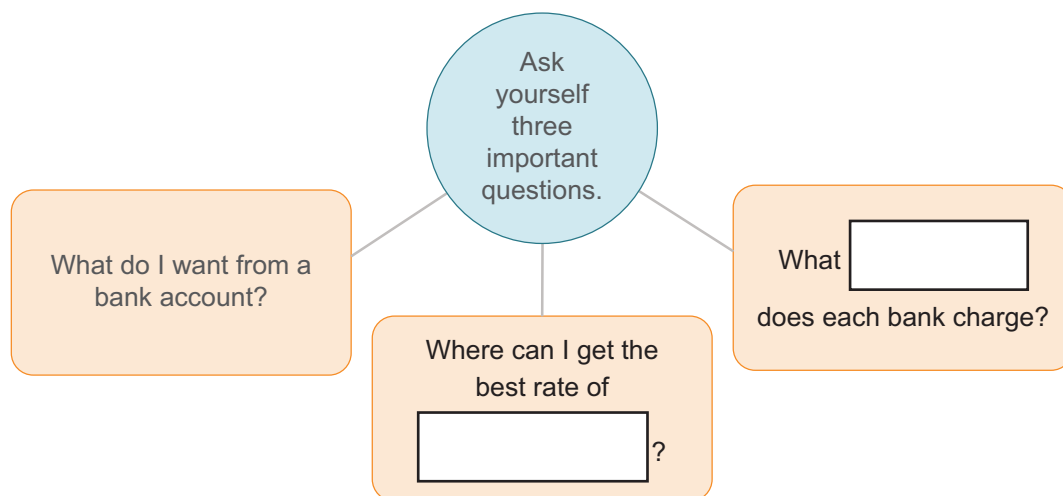 Ask
yourself
three
important
questions.
What do I want from a
bank account?
Where can I get the
best rate of
?
What
does each bank charge?